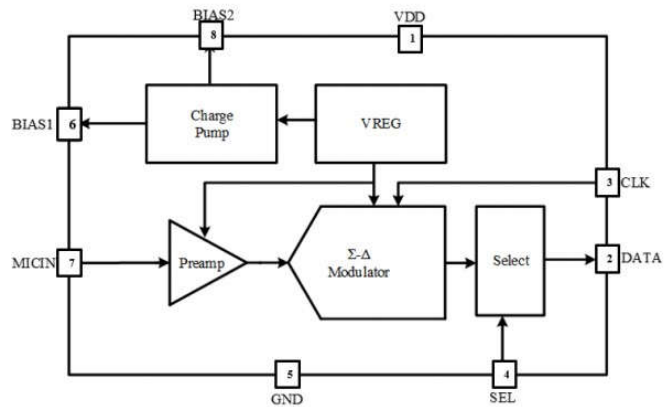 BIAS2
VDD
8
1
Charge
Pump
VREG
BIAS1
6
3
CLK
MICIN
7
Preamp
Σ-Δ
Modulator
Select
2
DATA
5
4
GND
SEL